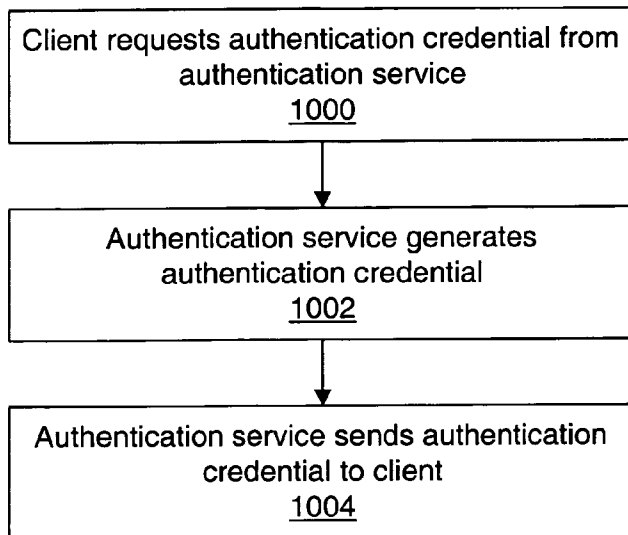 Client requests authentication credential from
authentication service
1000
Authentication service generates
authentication credential
1002
Authentication service sends authentication
credential to client
1004